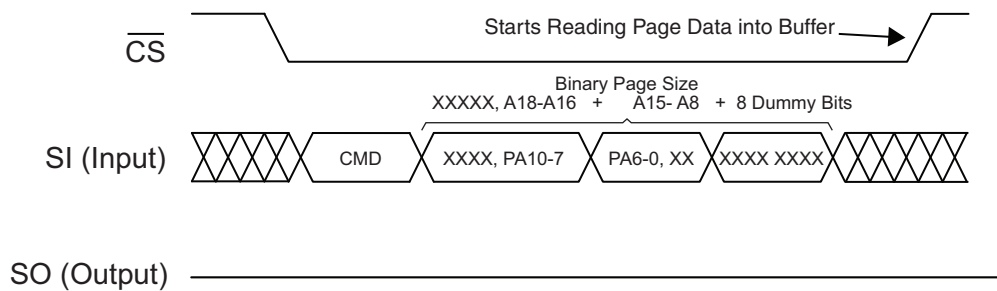 Starts Reading Page Data into Buffer
CS
Binary Page Size
XXXXX, A18-A16 + A15- A8 + 8 Dummy Bits
SI (Input)
CMD
XXXX, PA10-7
PA6-0, XX
XXXX XXXX
SO (Output)